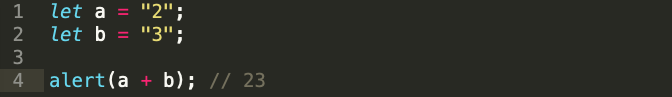 1 let a = "2";
2 let b = "3";
3
4 alert(a + b); // 23